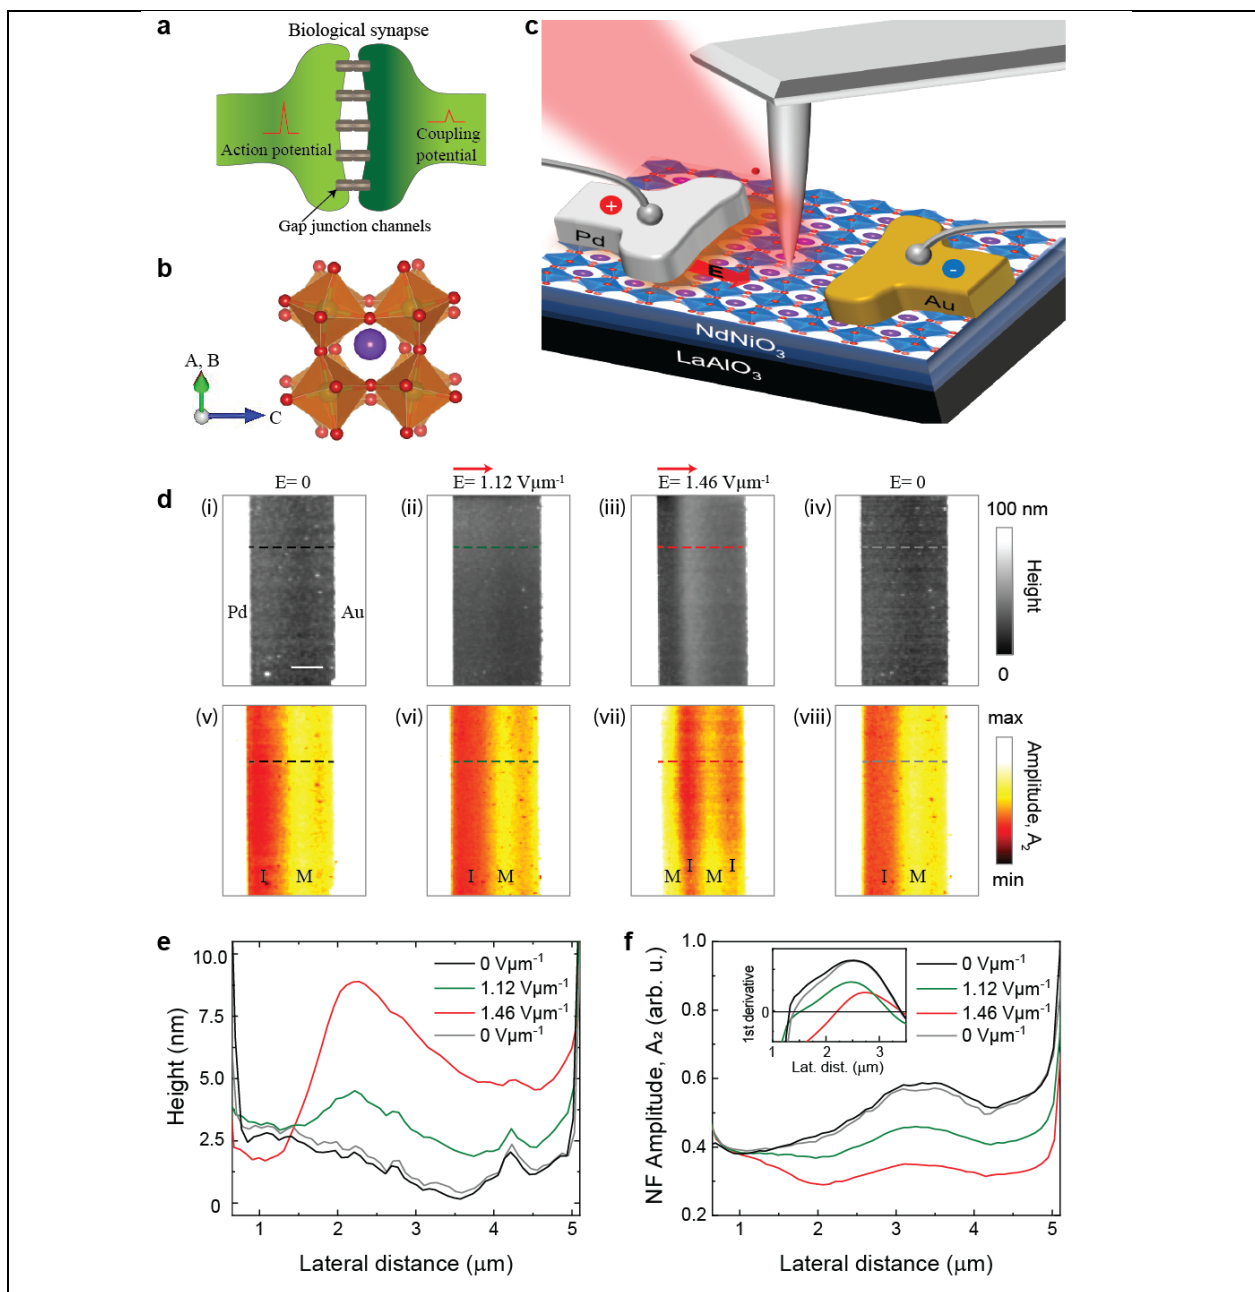 a
Biological synapse
Action potential
Coupling
potential
Gap junction channels
b
A, B
C
c
+
Pd
E
-
Au
NdNiO3
LaAlO3
d
E= 0
E= 1.12 Vμm-1
E= 1.46 Vμm-1
E= 0
(i)
(ii)
(iii)
(iv)
Pd
Au
100 nm
Height
0
(v)
(vi)
(vii)
(viii)
I
M
I
M
M
I
M
I
I
M
max
Amplitude, A2
min
e
10.0
7.5
5.0
2.5
0
Height (nm)
0 Vμm-1
1.12 Vμm-1
1.46 Vμm-1
0 Vμm-1
1
2
3
4
5
Lateral distance (μm)
f
1.0
0.8
0.6
0.4
0.2
NF Amplitude, A2 (arb. u.)
1st derivative
0
1
2
3
Lat. dist. (μm)
0 Vμm-1
1.12 Vμm-1
1.46 Vμm-1
0 Vμm-1
1
2
3
4
5
Lateral distance (μm)